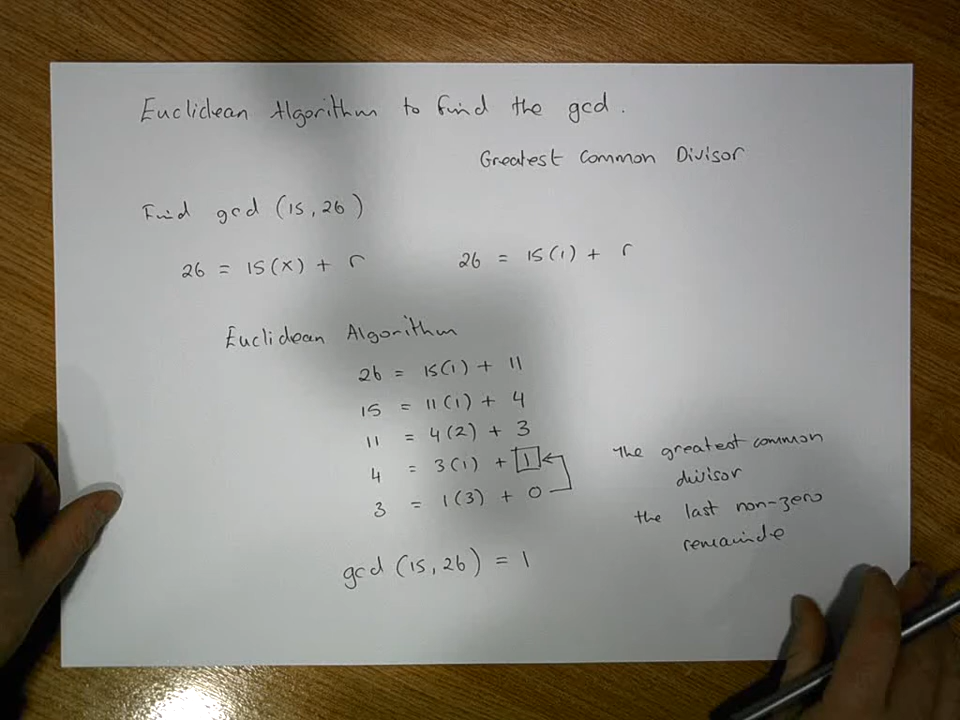 Euclidean Algorithm to find the gcd.
Greatest Common Divisor
Find gcd (15, 26)
26 = 15(x) + r
26 = 15(1) + r
Euclidean Algorithm
26 = 15(1) + 11
15 = 11(1) + 4
11 = 4(2) + 3
4 = 3(1) + 1
3 = 1(3) + 0
The greatest common
divisor
the last non-zero
remainde
gcd (15, 26) = 1